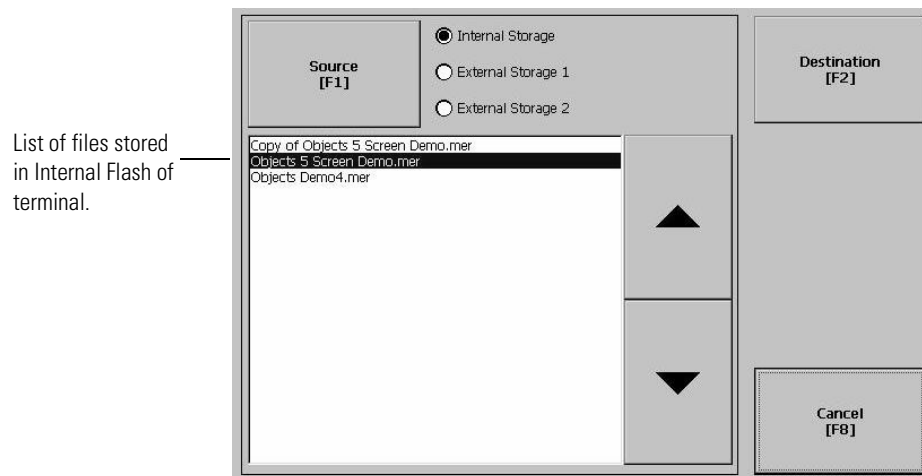 Source
[F1]
Internal Storage
External Storage 1
External Storage 2
Destination
[F2]
List of files stored
in Internal Flash of
terminal.
Copy of Objects 5 Screen Demo.mer
Objects 5 Screen Demo.mer
Objects Demo4.mer
Cancel
[F8]